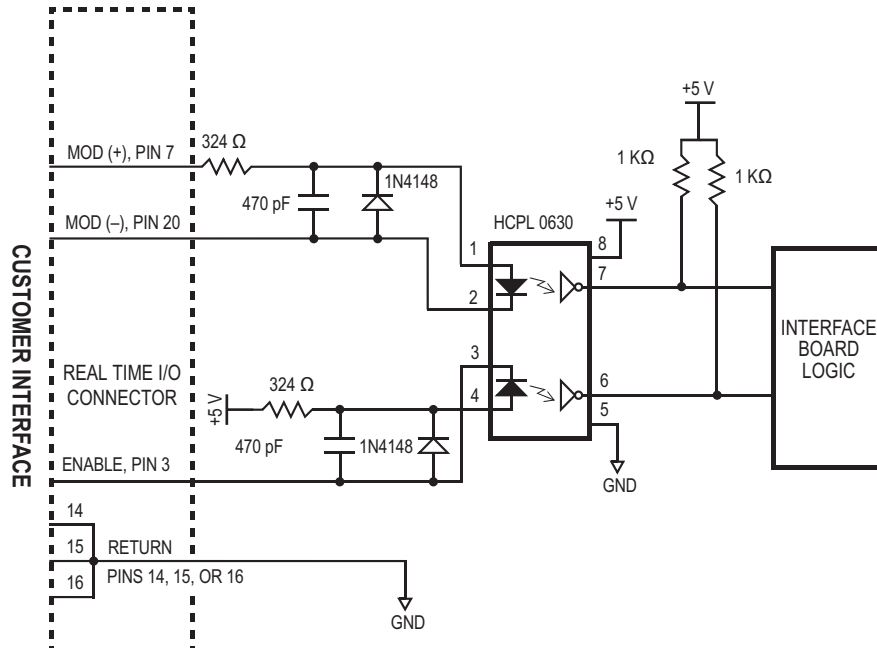 +5 V
324 Ω
MOD (+), PIN 7
1 KΩ
1 KΩ
1N4148
470 pF
+5 V
MOD (–), PIN 20
HCPL 0630
1
8
7
2
CUSTOMER INTERFACE
INTERFACE
BOARD
LOGIC
3
REAL TIME I/O
CONNECTOR
324 Ω
+5 V
4
6
5
470 pF
1N4148
ENABLE, PIN 3
GND
14
15
RETURN
16
PINS 14, 15, OR 16
GND